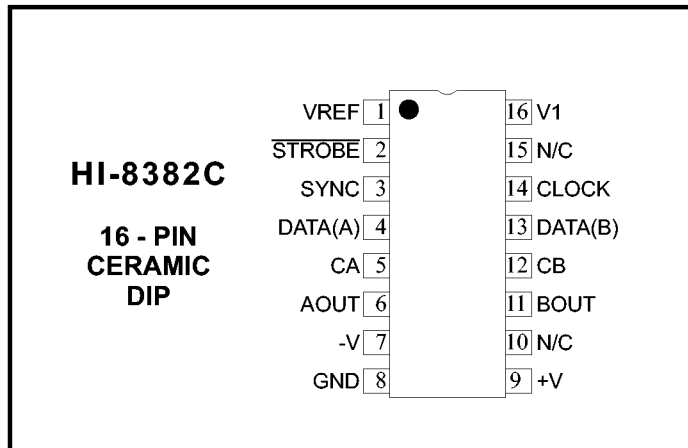 HI-8382C
16 - PIN
CERAMIC
DIP
VREF 1 16 V1
STROBE 2 15 N/C
SYNC 3 14 CLOCK
DATA(A) 4 13 DATA(B)
CA 5 12 CB
AOUT 6 11 BOUT
-V 7 10 N/C
GND 8 9 +V